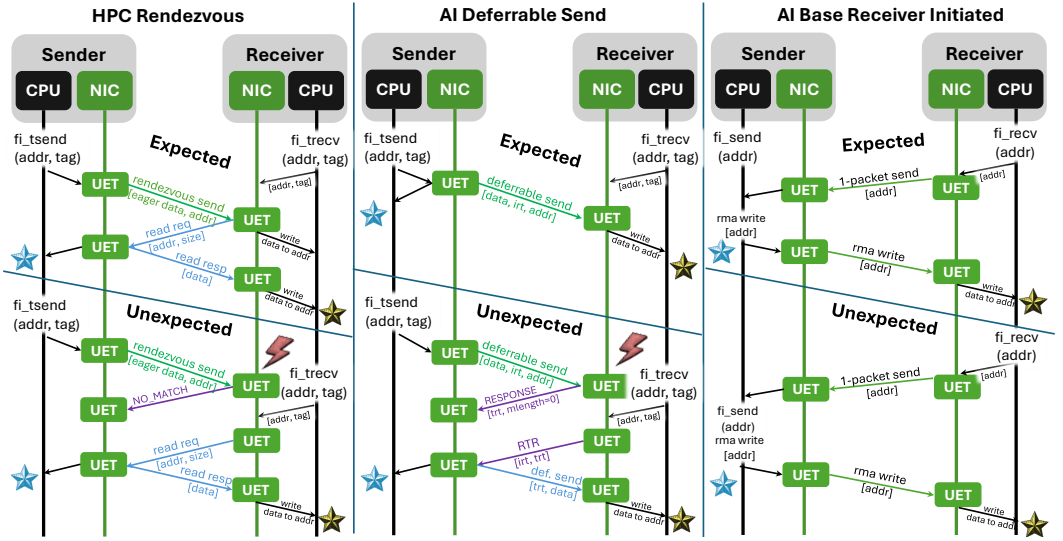 HPC Rendezvous
Sender
Receiver
CPU
NIC
NIC
CPU
fi_tsend
(addr, tag)
Expected
fi_trecv
(addr, tag)
[addr, tag]
UET
rendezvous send
[eager data, addr]
UET
read req
[addr, size]
write
data to addr
UET
read resp
[data]
UET
write
data to addr
fi_tsend
(addr, tag)
Unexpected
UET
rendezvous send
[eager data, addr]
UET
fi_trecv
(addr, tag)
NO_MATCH
UET
[addr, tag]
UET
read req
[addr, size]
UET
read resp
[data]
UET
write
data to addr
AI Deferrable Send
Sender
Receiver
CPU
NIC
NIC
CPU
fi_tsend
(addr, tag)
Expected
fi_trecv
(addr, tag)
[addr, tag]
UET
deferrable send
[data, irt, addr]
UET
write
data to addr
fi_tsend
(addr, tag)
Unexpected
UET
deferrable send
[data, irt, addr]
UET
fi_trecv
(addr, tag)
RESPONSE
[trt, mlength=0]
UET
[addr, tag]
UET
RTR
[irt, trt]
UET
def. send
[trt, data]
UET
write
data to addr
AI Base Receiver Initiated
Sender
Receiver
CPU
NIC
NIC
CPU
fi_send
(addr)
Expected
fi_recv
(addr)
[addr]
UET
1-packet send
[addr]
UET
rma write
[addr]
UET
rma write
[addr]
UET
write
data to addr
Unexpected
fi_recv
(addr)
[addr]
UET
1-packet send
[addr]
UET
fi_send
(addr)
rma write
[addr]
UET
rma write
[addr]
UET
write
data to addr